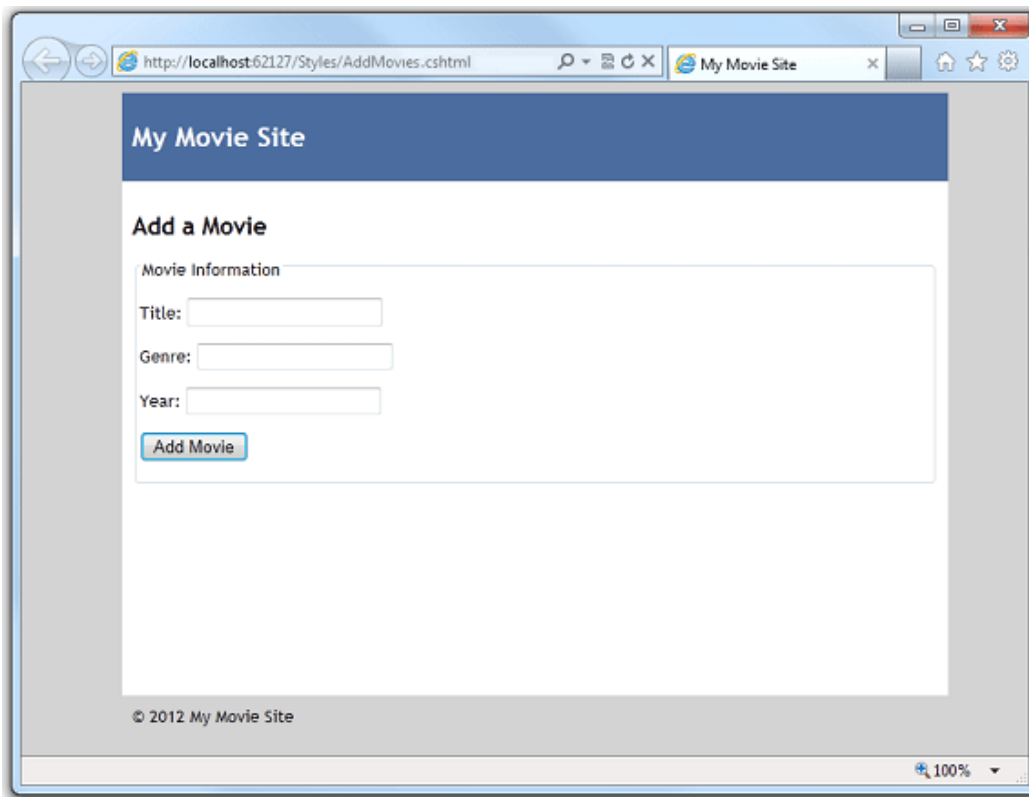 http://localhost:62127/Styles/AddMovies.cshtml
My Movie Site
My Movie Site
Add a Movie
Movie Information
Title:
Genre:
Year:
Add Movie
© 2012 My Movie Site
100%